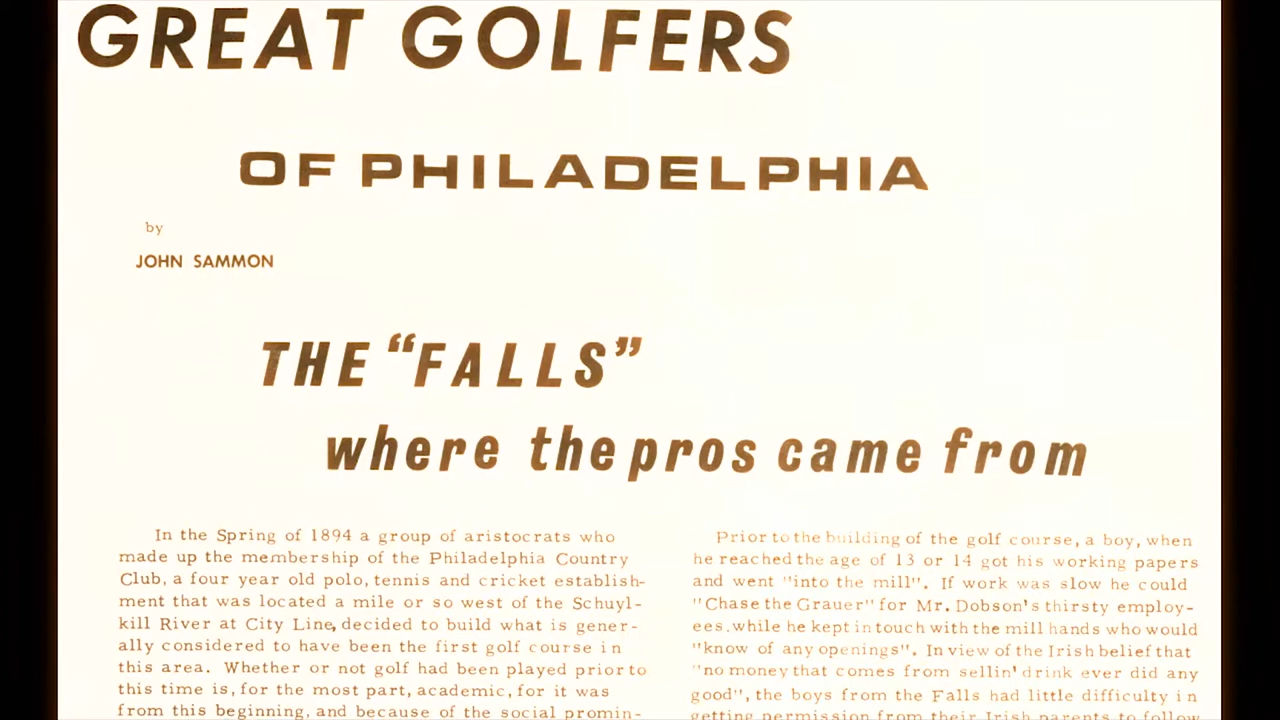 GREAT GOLFERS
OF PHILADELPHIA
by
JOHN SAMMON
THE “FALLS”
where the pros came from
In the Spring of 1894 a group of aristocrats who
made up the membership of the Philadelphia Country
Club, a four year old polo, tennis and cricket establish-
ment that was located a mile or so west of the Schuyl-
kill River at City Line, decided to build what is gener-
ally considered to have been the first golf course in
this area. Whether or not golf had been played prior to
this time is, for the most part, academic, for it was
from this beginning, and because of the social promin-
Prior to the building of the golf course, a boy, when
he reached the age of 13 or 14 got his working papers
and went "into the mill". If work was slow he could
"Chase the Grauer" for Mr. Dobson's thirsty employ-
ees. while he kept in touch with the mill hands who would
"know of any openings". In view of the Irish belief that
"no money that comes from sellin' drink ever did any
good", the boys from the Falls had little difficulty in
getting permission from their Irish parents to follow